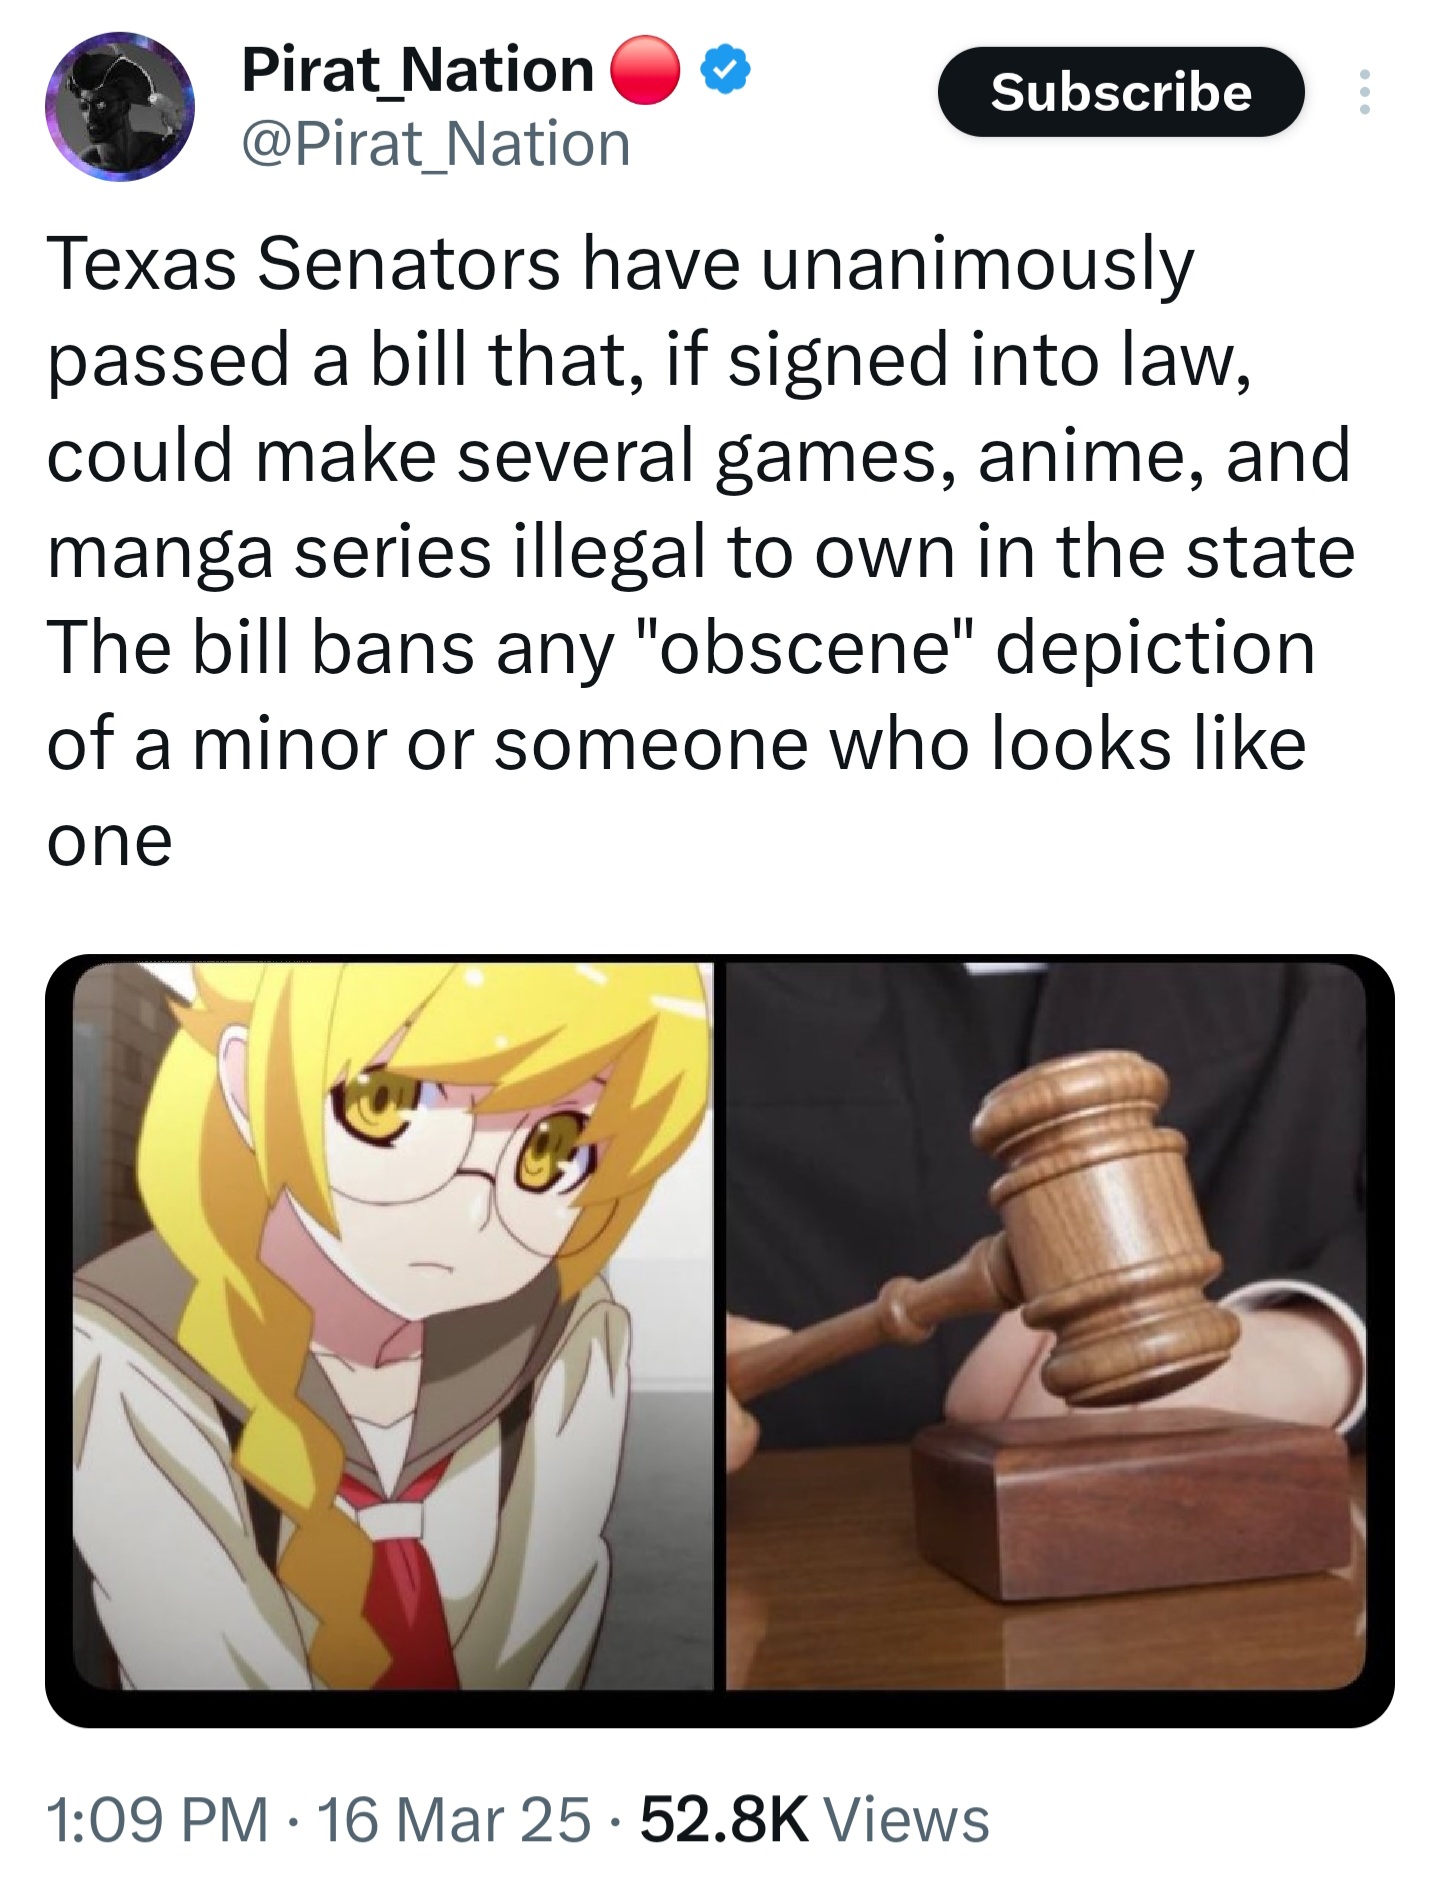 Pirat_Nation
Subscribe
@Pirat_Nation
Texas Senators have unanimously
passed a bill that, if signed into law,
could make several games, anime, and
manga series illegal to own in the state
The bill bans any "obscene" depiction
of a minor or someone who looks like
one
1:09 PM · 16 Mar 25 · 52.8K Views